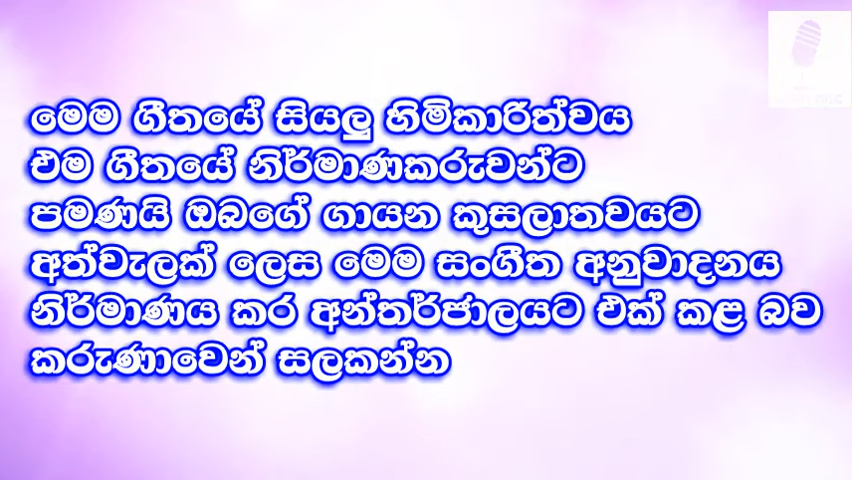 මෙම ගීතයේ සියලු හිමිකාරිත්වය
එම ගීතයේ නිර්මාණකරුවන්ට
පමණයි ඔබගේ ගායන කුසලාතවයට
අත්වැලක් ලෙස මෙම සංගීත අනුවාදනය
නිර්මාණය කර අන්තර්ජාලයට එක් කළ බව
කරුණාවෙන් සලකන්න